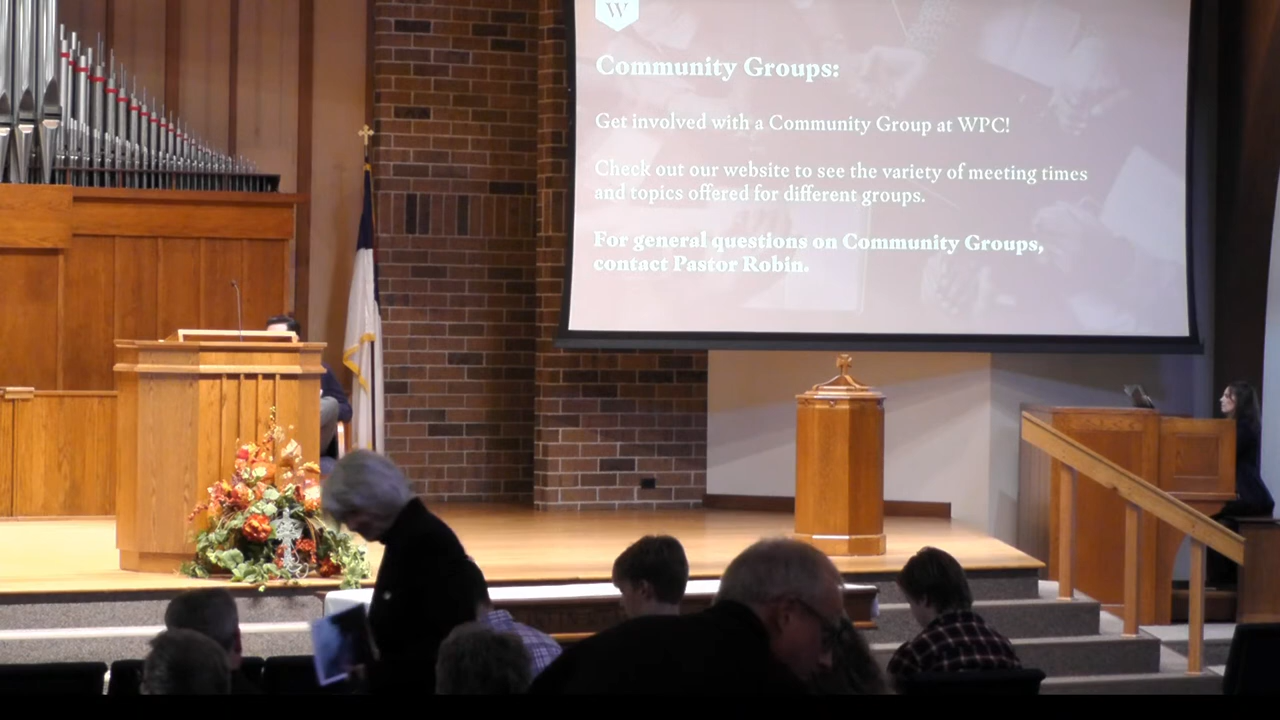 W
Community Groups:
Get involved with a Community Group at WPC!
Check out our website to see the variety of meeting times
and topics offered for different groups.
For general questions on Community Groups,
contact Pastor Robin.